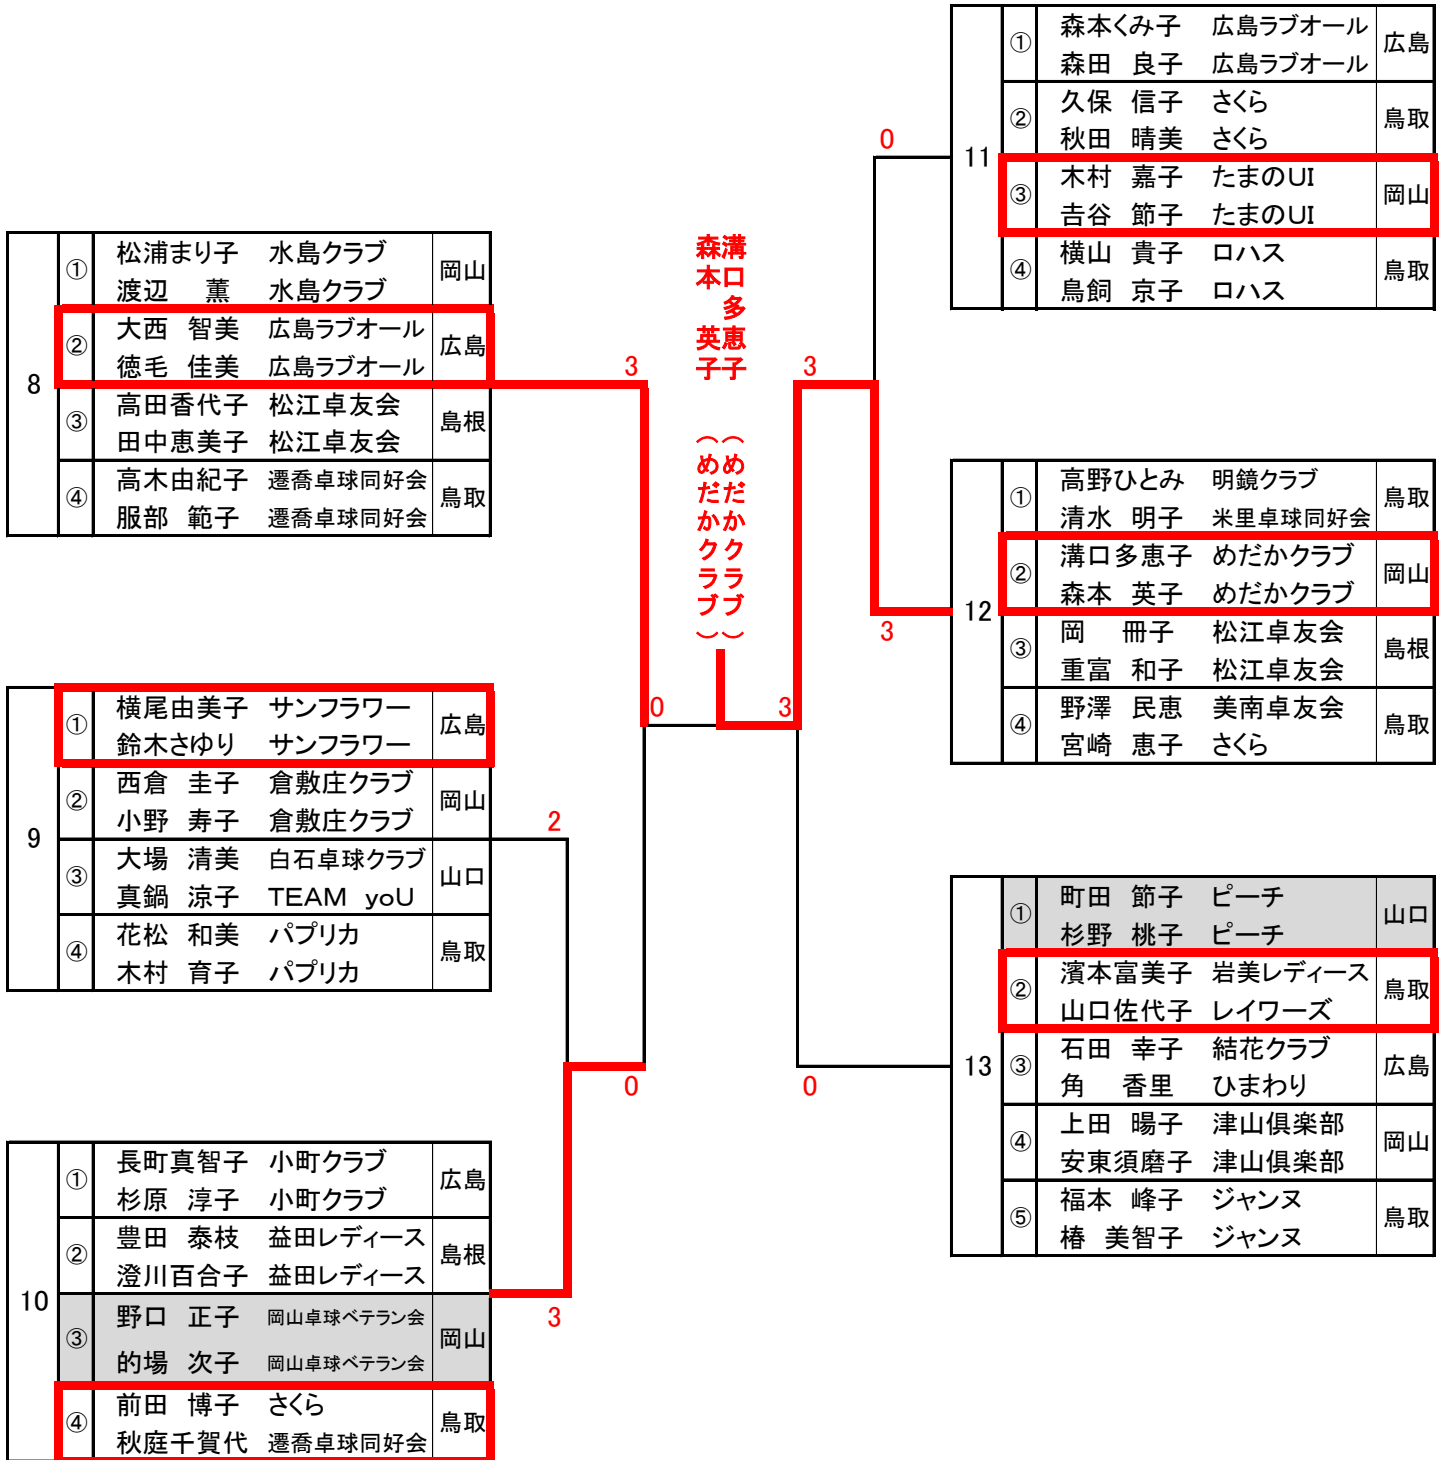 8
① 松浦まり子 水島クラブ 岡山
渡辺 薫 水島クラブ
② 大西 智美 広島ラブオール 広島
徳毛 佳美 広島ラブオール
③ 高田香代子 松江卓友会 島根
田中恵美子 松江卓友会
④ 高木由紀子 遷喬卓球同好会 鳥取
服部 範子 遷喬卓球同好会
3
9
① 横尾由美子 サンフラワー 広島
鈴木さゆり サンフラワー
② 西倉 圭子 倉敷庄クラブ 岡山
小野 寿子 倉敷庄クラブ
③ 大場 清美 白石卓球クラブ 山口
真鍋 涼子 TEAM yoU
④ 花松 和美 パプリカ 鳥取
木村 育子 パプリカ
2
10
① 長町真智子 小町クラブ 広島
杉原 淳子 小町クラブ
② 豊田 泰枝 益田レディース 島根
澄川百合子 益田レディース
③ 野口 正子 岡山卓球ベテラン会 岡山
的場 次子 岡山卓球ベテラン会
④ 前田 博子 さくら 鳥取
秋庭千賀代 遷喬卓球同好会
3
0
0
溝口多恵子 (めだかクラブ)
森本 英子 (めだかクラブ)
3
3
0
3
0
11
① 森本くみ子 広島ラブオール 広島
森田 良子 広島ラブオール
② 久保 信子 さくら 鳥取
秋田 晴美 さくら
③ 木村 嘉子 たまのUI 岡山
𠮷谷 節子 たまのUI
④ 横山 貴子 ロハス 鳥取
鳥飼 京子 ロハス
12
① 高野ひとみ 明鏡クラブ 鳥取
清水 明子 米里卓球同好会
② 溝口多恵子 めだかクラブ 岡山
森本 英子 めだかクラブ
③ 岡 冊子 松江卓友会 島根
重富 和子 松江卓友会
④ 野澤 民恵 美南卓友会 鳥取
宮崎 恵子 さくら
13
① 町田 節子 ピーチ 山口
杉野 桃子 ピーチ
② 濱本富美子 岩美レディース 鳥取
山口佐代子 レイワーズ
③ 石田 幸子 結花クラブ 広島
角 香里 ひまわり
④ 上田 暘子 津山倶楽部 岡山
安東須磨子 津山倶楽部
⑤ 福本 峰子 ジャンヌ 鳥取
椿 美智子 ジャンヌ